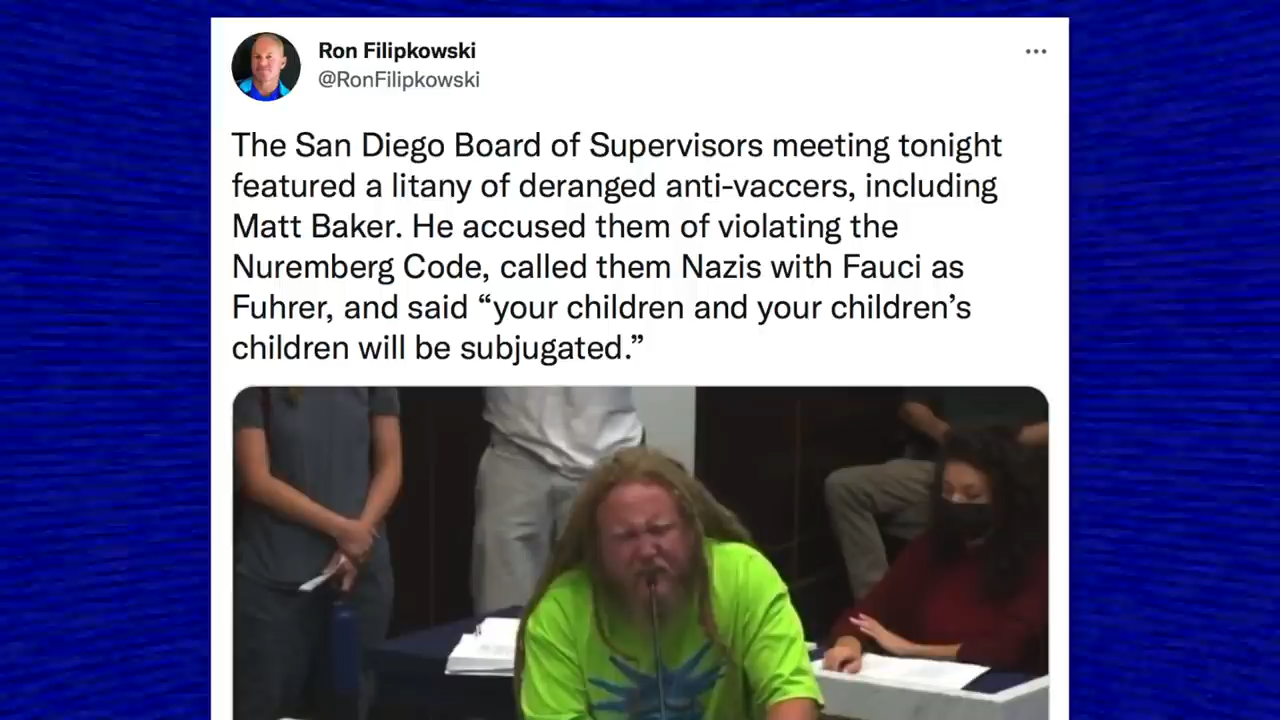 Ron Filipkowski
@RonFilipkowski
The San Diego Board of Supervisors meeting tonight
featured a litany of deranged anti-vaccers, including
Matt Baker. He accused them of violating the
Nuremberg Code, called them Nazis with Fauci as
Fuhrer, and said “your children and your children’s
children will be subjugated.”